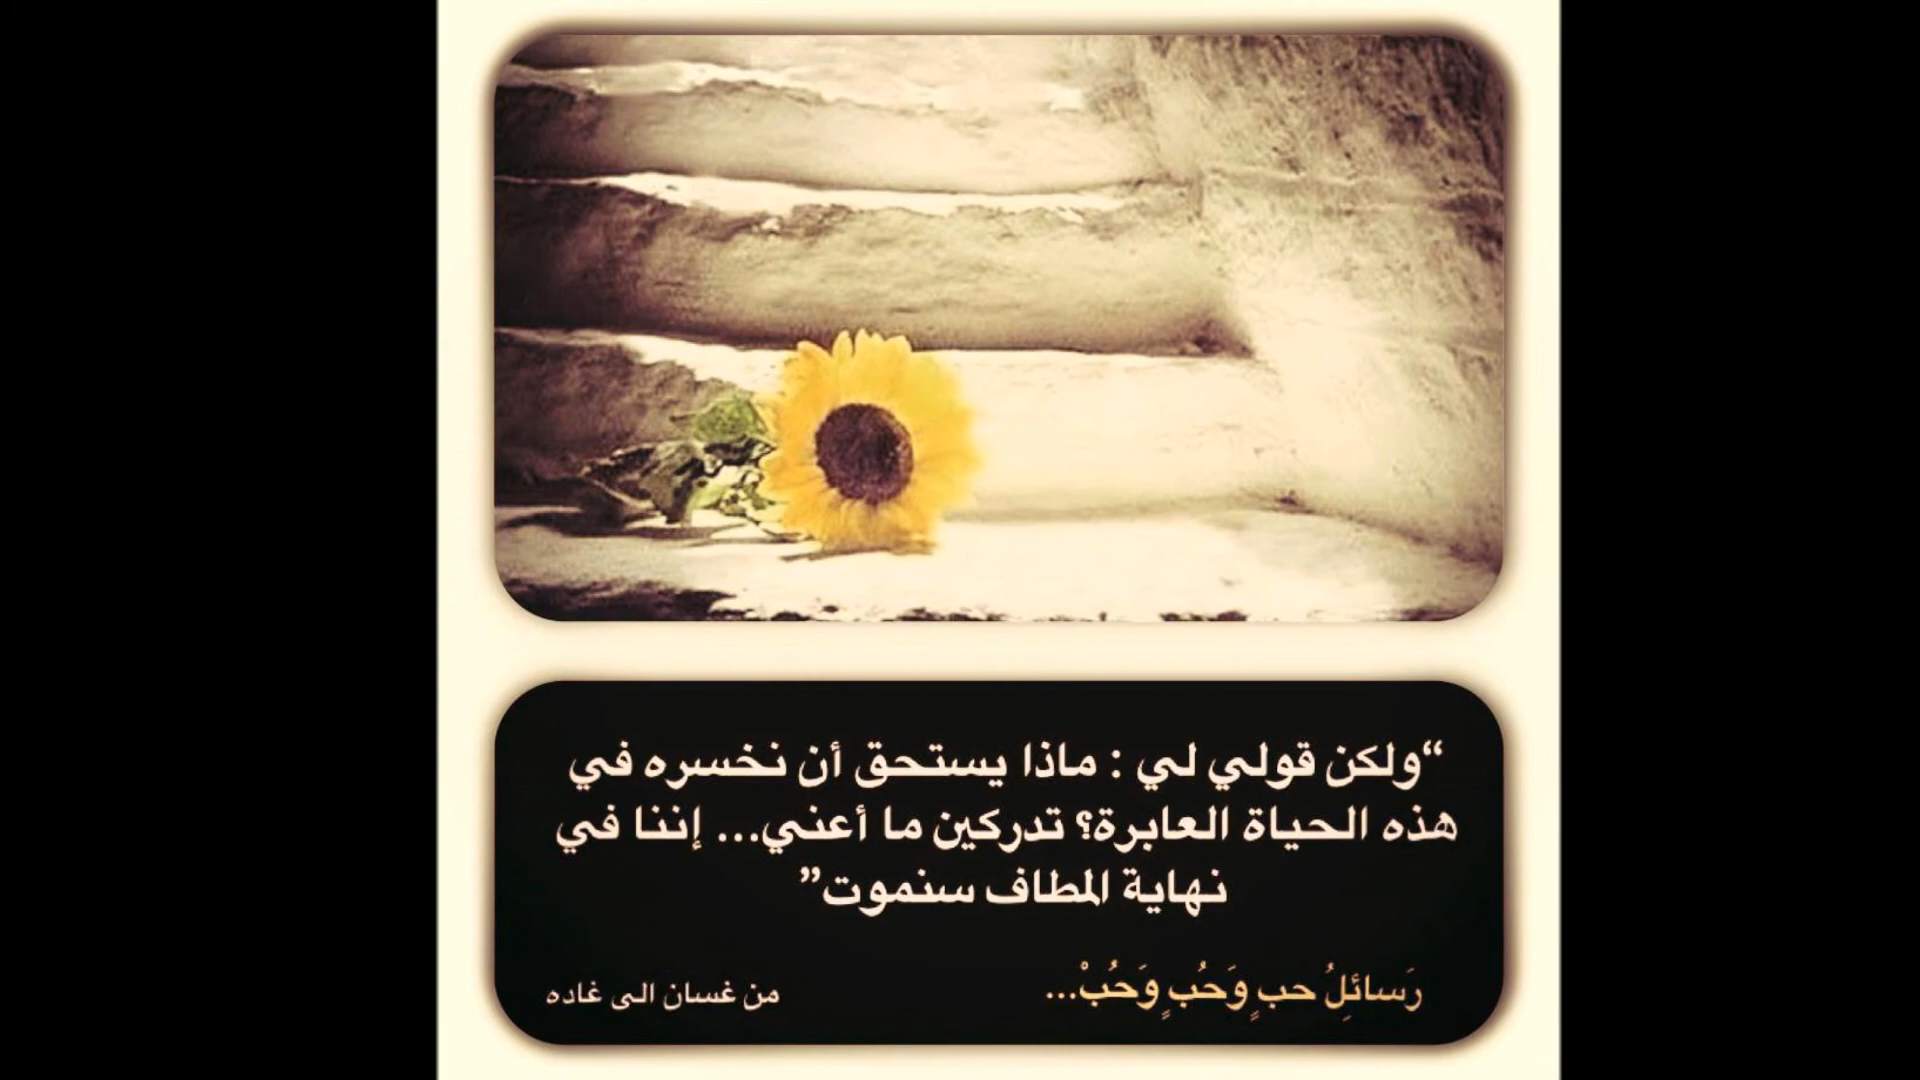 “ولكن قولي لي : ماذا يستحق أن نخسره في
هذه الحياة العابرة؟ تدركين ما أعني... إننا في
نهاية المطاف سنموت”
رَسائلِلُ حبٍ وَحُبٍ وَحُبْ...
من غسان الى غاده